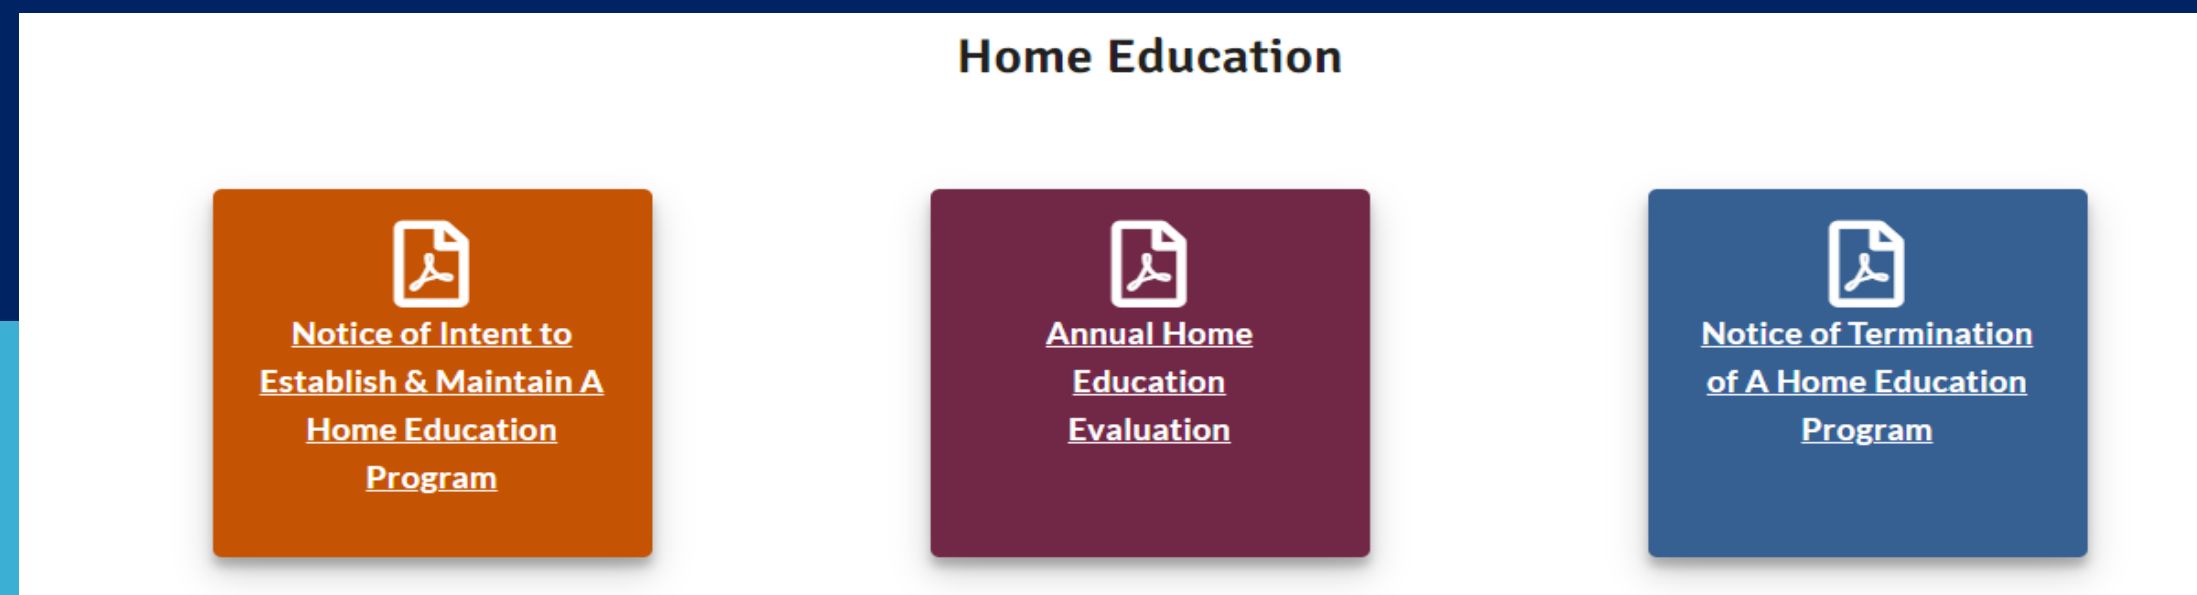 Home Education
Notice of Intent to
Establish & Maintain A
Home Education
Program
Annual Home
Education
Evaluation
Notice of Termination
of A Home Education
Program